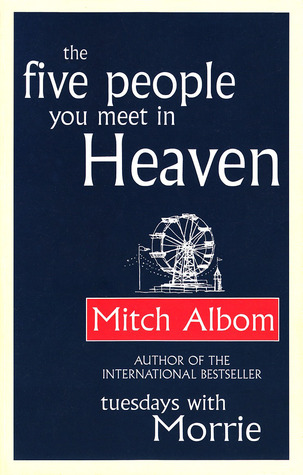 the
five people
you meet in
Heaven
Mitch Albom
AUTHOR OF THE
INTERNATIONAL BESTSELLER
tuesdays with
Morrie